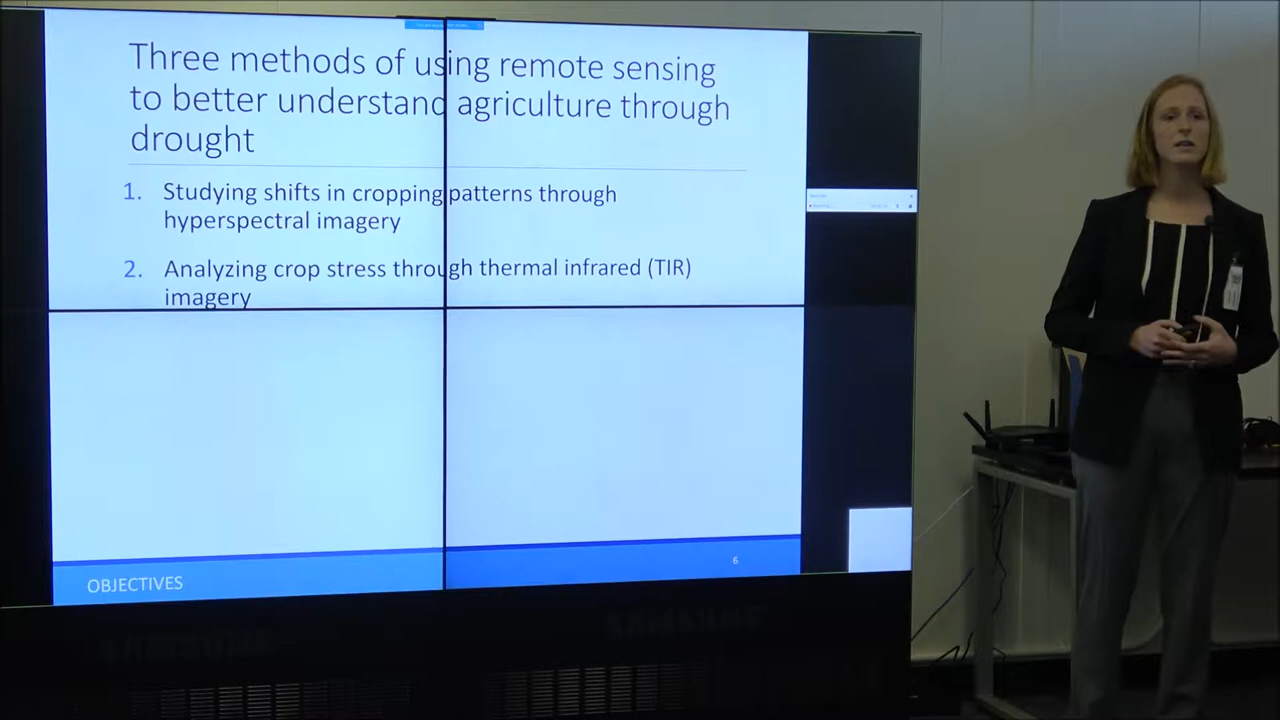 Three methods of using remote sensing
to better understand agriculture through
drought
1. Studying shifts in cropping patterns through
hyperspectral imagery
2. Analyzing crop stress through thermal infrared (TIR)
imagery
OBJECTIVES
6